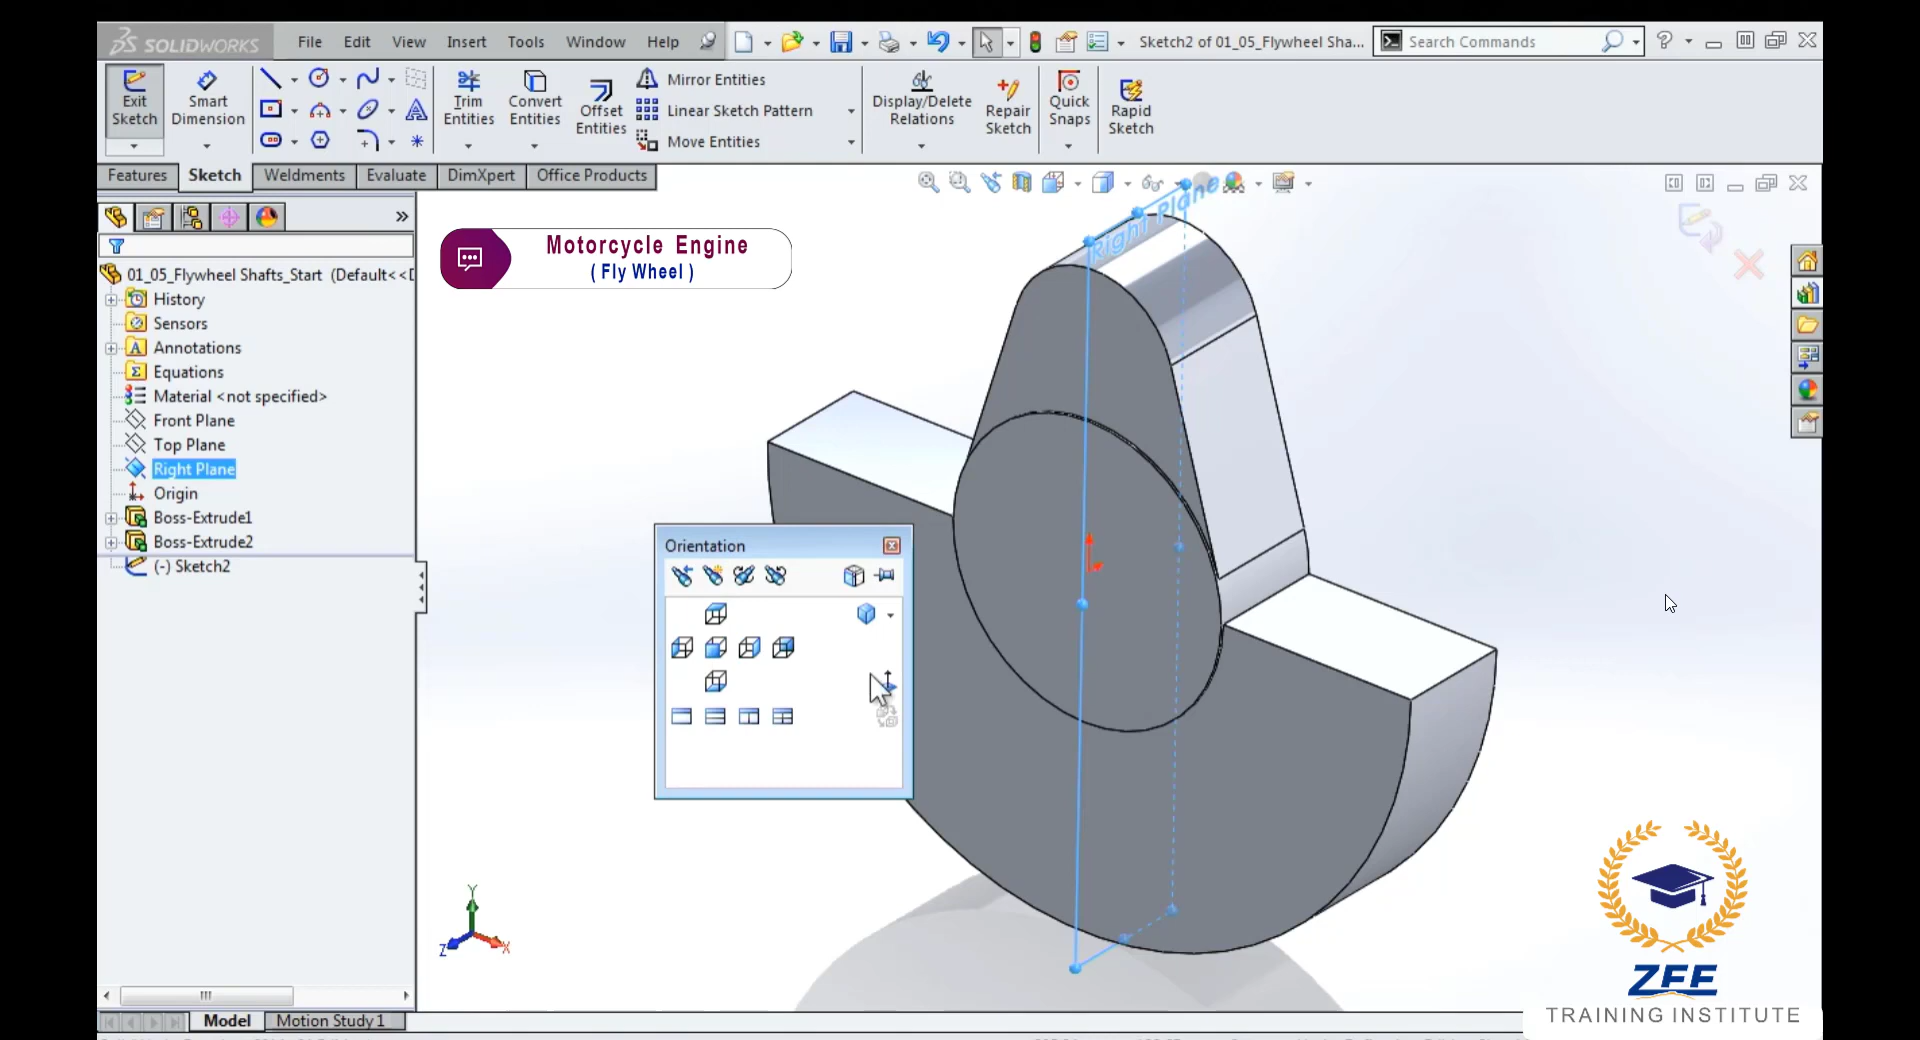 SOLIDWORKS File Edit View Insert Tools Window Help Sketch2 of 01_05_Flywheel Sha... Search Commands
Exit Sketch
Smart Dimension
Trim Entities
Convert Entities
Offset Entities
Mirror Entities
Linear Sketch Pattern
Move Entities
Display/Delete Relations
Repair Sketch
Quick Snaps
Rapid Sketch
Features Sketch Weldments Evaluate DimXpert Office Products
Right Plane
Motorcycle Engine
( Fly Wheel )
01_05_Flywheel Shafts_Start (Default<<D
History
Sensors
Annotations
Equations
Material <not specified>
Front Plane
Top Plane
Right Plane
Origin
Boss-Extrude1
Boss-Extrude2
(-) Sketch2
Orientation
Y
Z
X
ZFE
TRAINING INSTITUTE
Model Motion Study 1